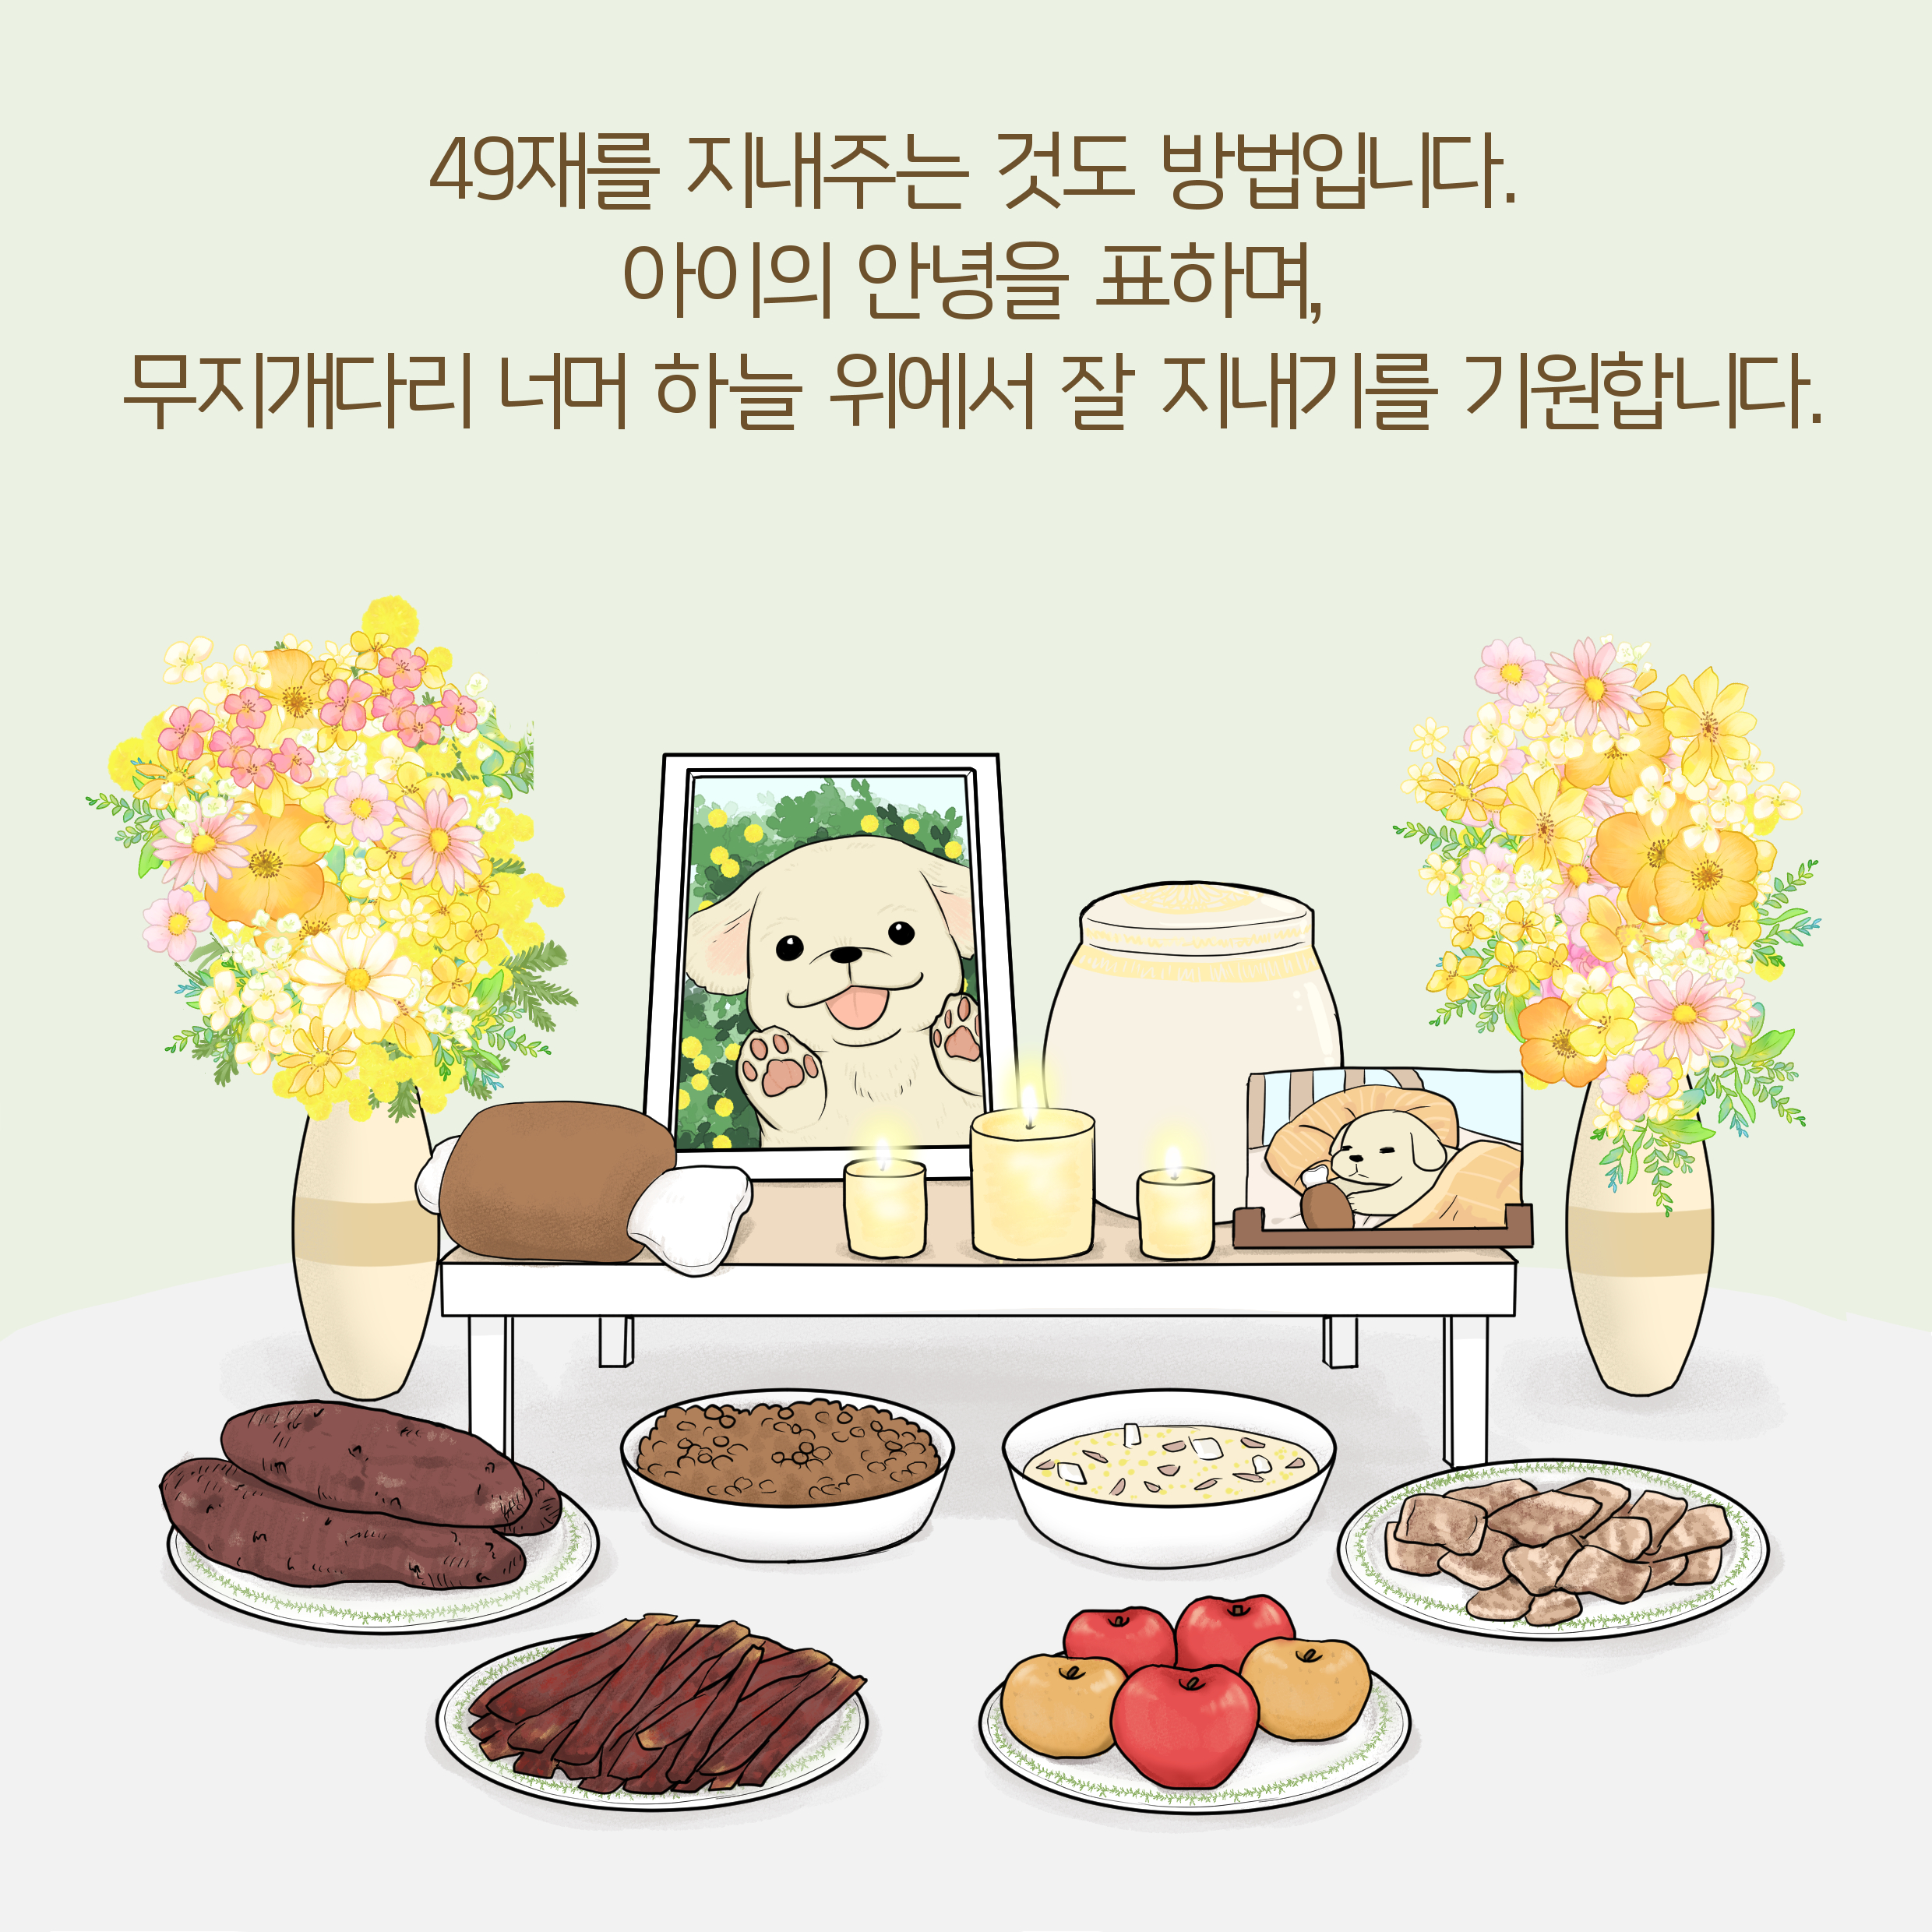 49재를 지내주는 것도 방법입니다.
아이의 안녕을 표하며,
무지개다리 너머 하늘 위에서 잘 지내기를 기원합니다.